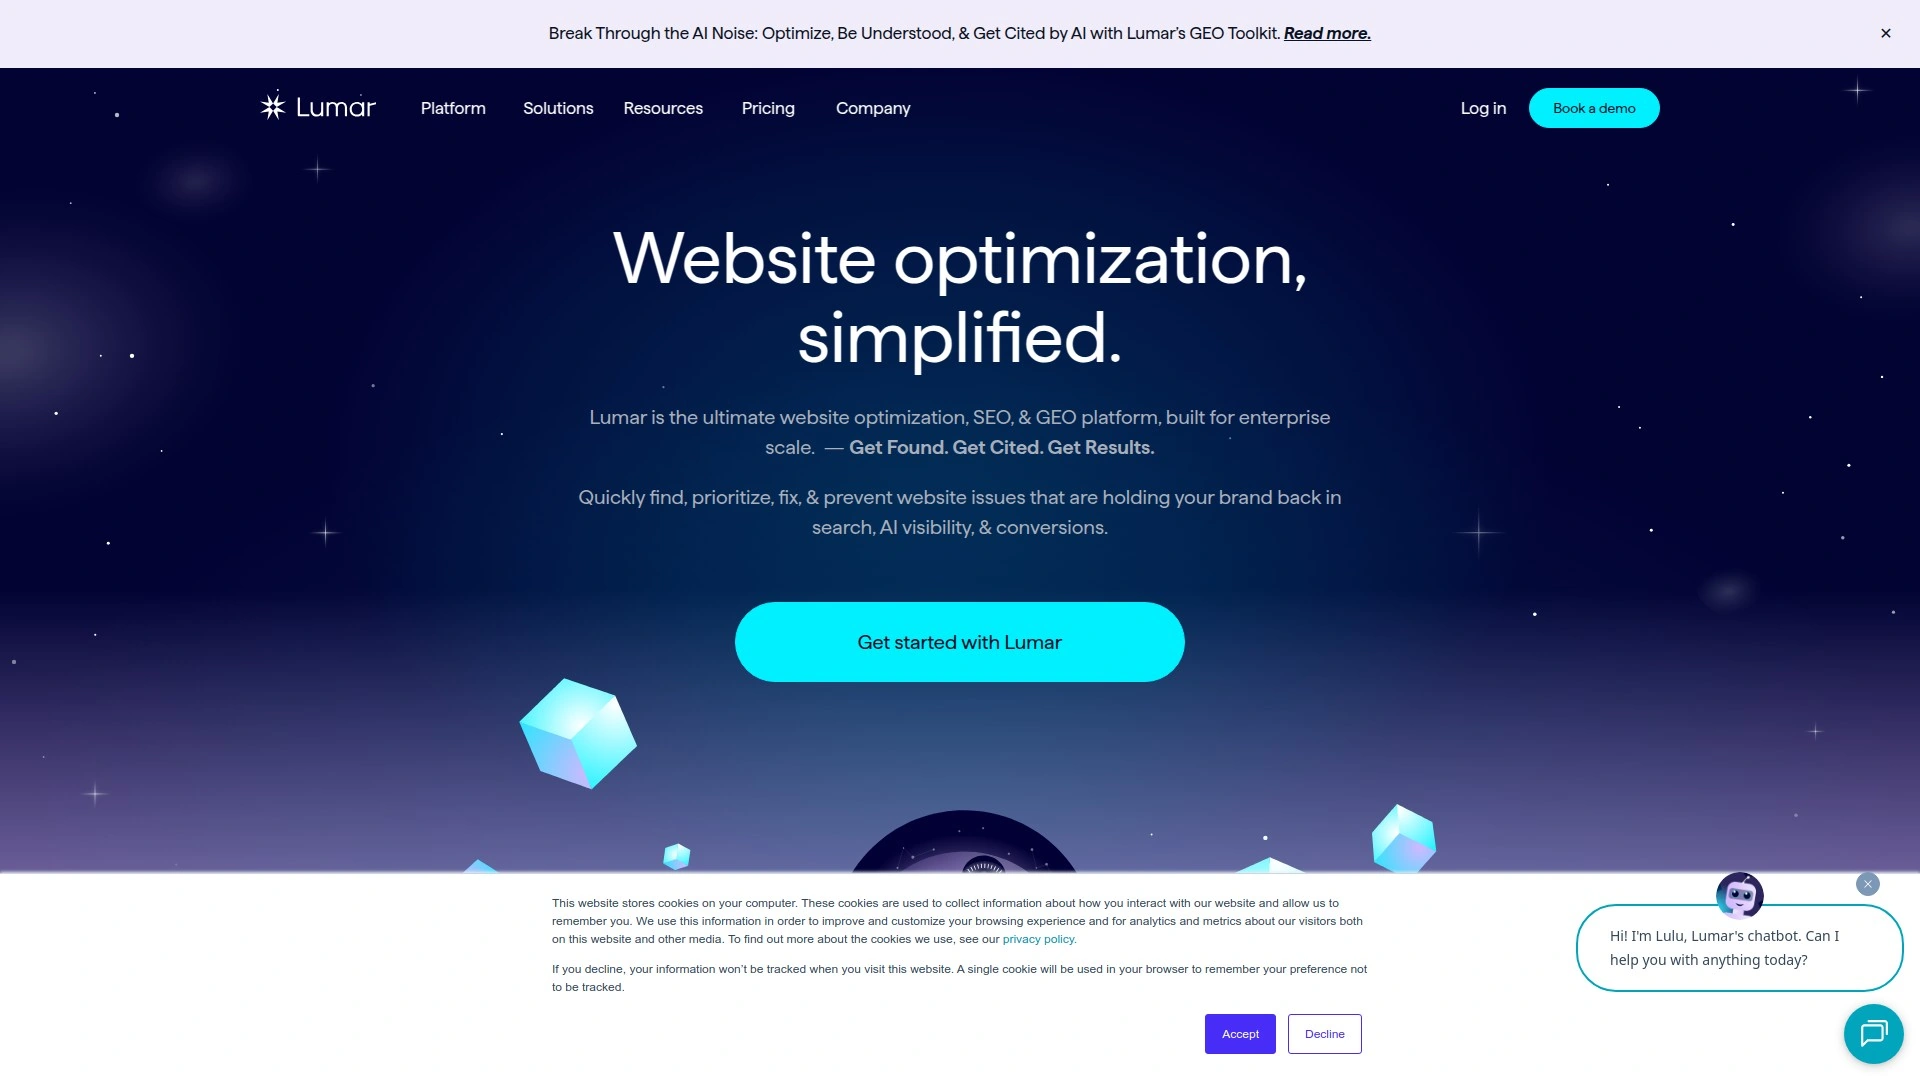 Break Through the AI Noise: Optimize, Be Understood, & Get Cited by AI with Lumar’s GEO Toolkit. Read more.
Lumar
Platform
Solutions
Resources
Pricing
Company
Log in
Book a demo
Website optimization,
simplified.
Lumar is the ultimate website optimization, SEO, & GEO platform, built for enterprise
scale. — Get Found. Get Cited. Get Results.
Quickly find, prioritize, fix, & prevent website issues that are holding your brand back in
search, AI visibility, & conversions.
Get started with Lumar
This website stores cookies on your computer. These cookies are used to collect information about how you interact with our website and allow us to
remember you. We use this information in order to improve and customize your browsing experience and for analytics and metrics about our visitors both
on this website and other media. To find out more about the cookies we use, see our privacy policy.
If you decline, your information won’t be tracked when you visit this website. A single cookie will be used in your browser to remember your preference not
to be tracked.
Accept
Decline
Hi! I'm Lulu, Lumar's chatbot. Can I
help you with anything today?